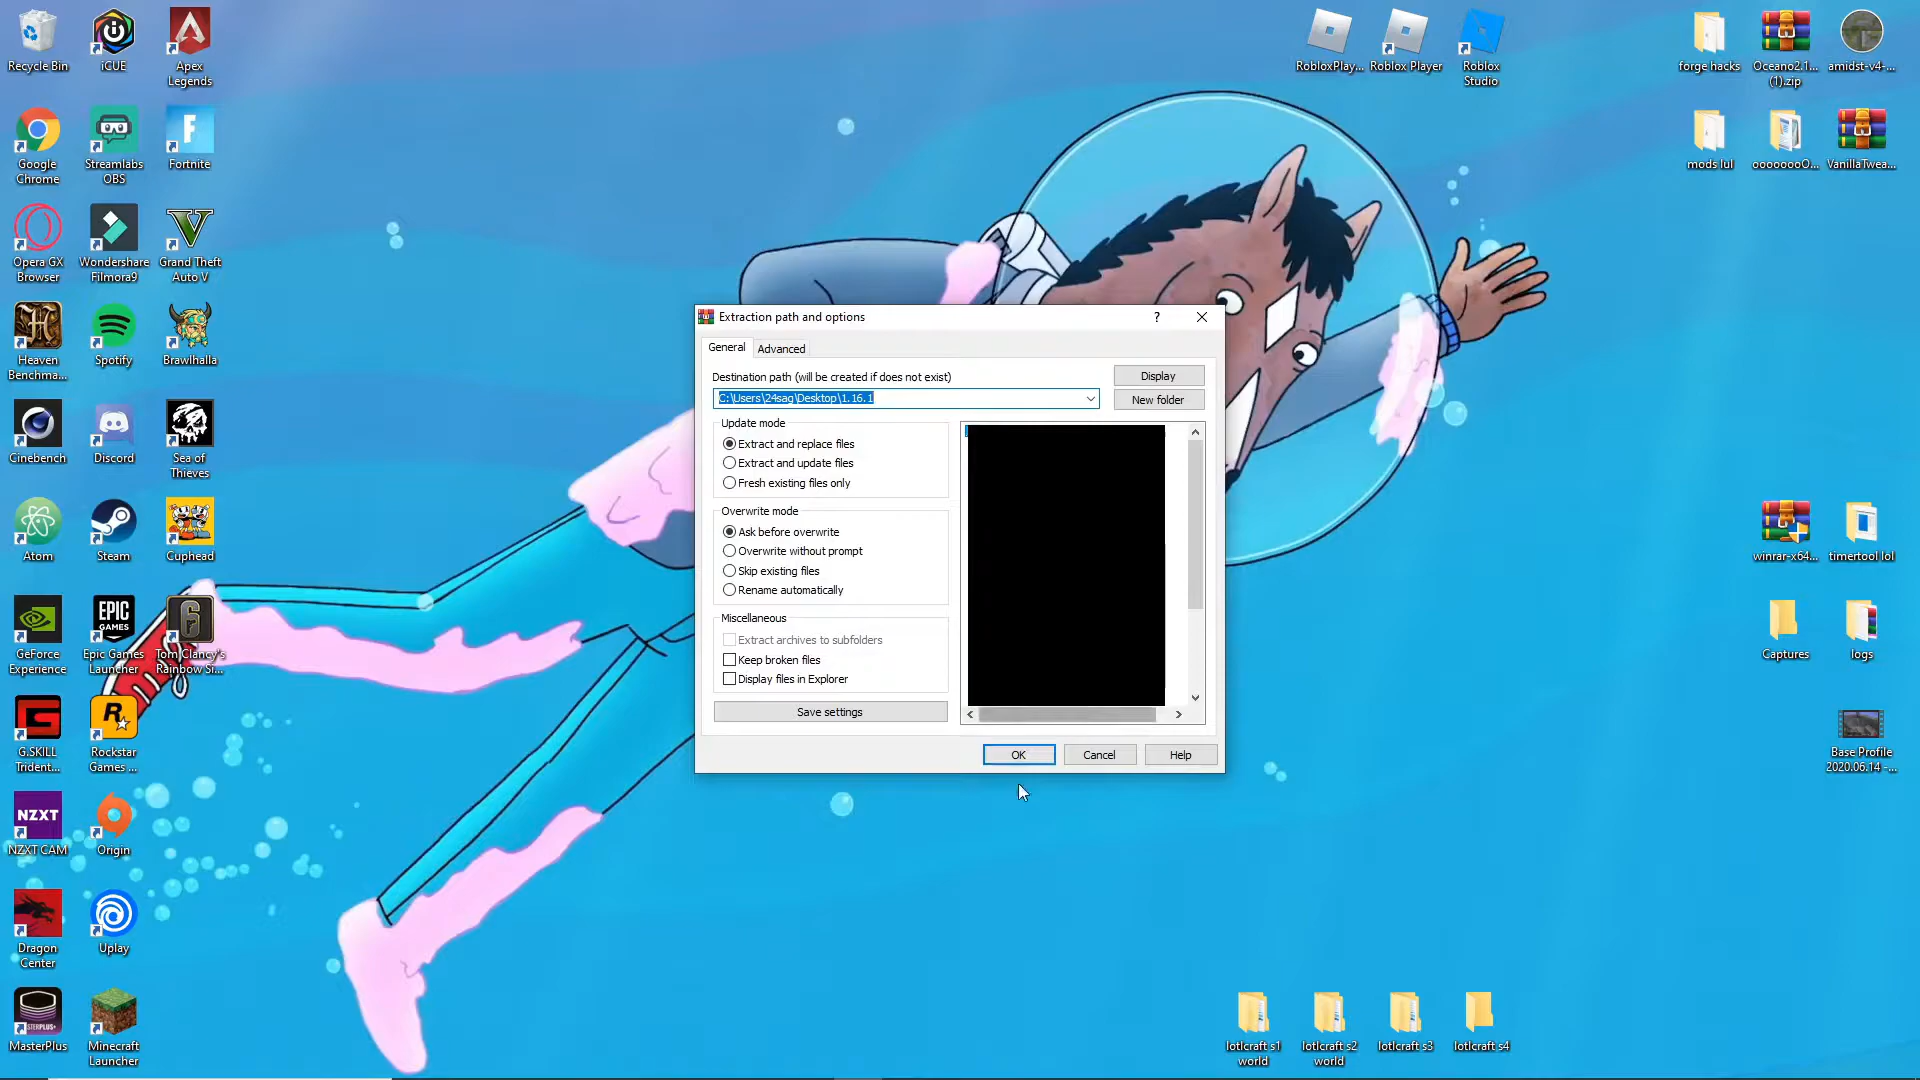 Recycle Bin
iCUE
Apex
Legends
RobloxPlay...
Roblox Player
Roblox
Studio
forge hacks
Oceano2.1...
(1).zip
amidst-v4-...
Google
Chrome
Streamlabs
OBS
F
Fortnite
mods lul
oooooooO...
VanillaTwea...
Opera GX
Browser
Wondershare
Filmora9
V
Grand Theft
Auto V
H
Heaven
Benchma...
Spotify
Brawlhalla
Cinebench
Discord
Sea of
Thieves
Atom
Steam
Cuphead
winrar-x64...
timertool lol
GeForce
Experience
EPIC
GAMES
Epic Games
Launcher
6
Tom Clancy's
Rainbow Si...
Captures
logs
G.SKILL
Trident...
R
Rockstar
Games ...
Base Profile
2020.06.14 -...
NZXT
NZXT CAM
Origin
Dragon
Center
Uplay
MasterPlus
Minecraft
Launcher
lotlcraft s1
world
lotlcraft s2
world
lotlcraft s3
lotlcraft s4
Extraction path and options
?
General
Advanced
Destination path (will be created if does not exist)
Display
C:\Users\24sag\Desktop\1.16.1
New folder
Update mode
Extract and replace files
Extract and update files
Fresh existing files only
Overwrite mode
Ask before overwrite
Overwrite without prompt
Skip existing files
Rename automatically
Miscellaneous
Extract archives to subfolders
Keep broken files
Display files in Explorer
Save settings
OK
Cancel
Help